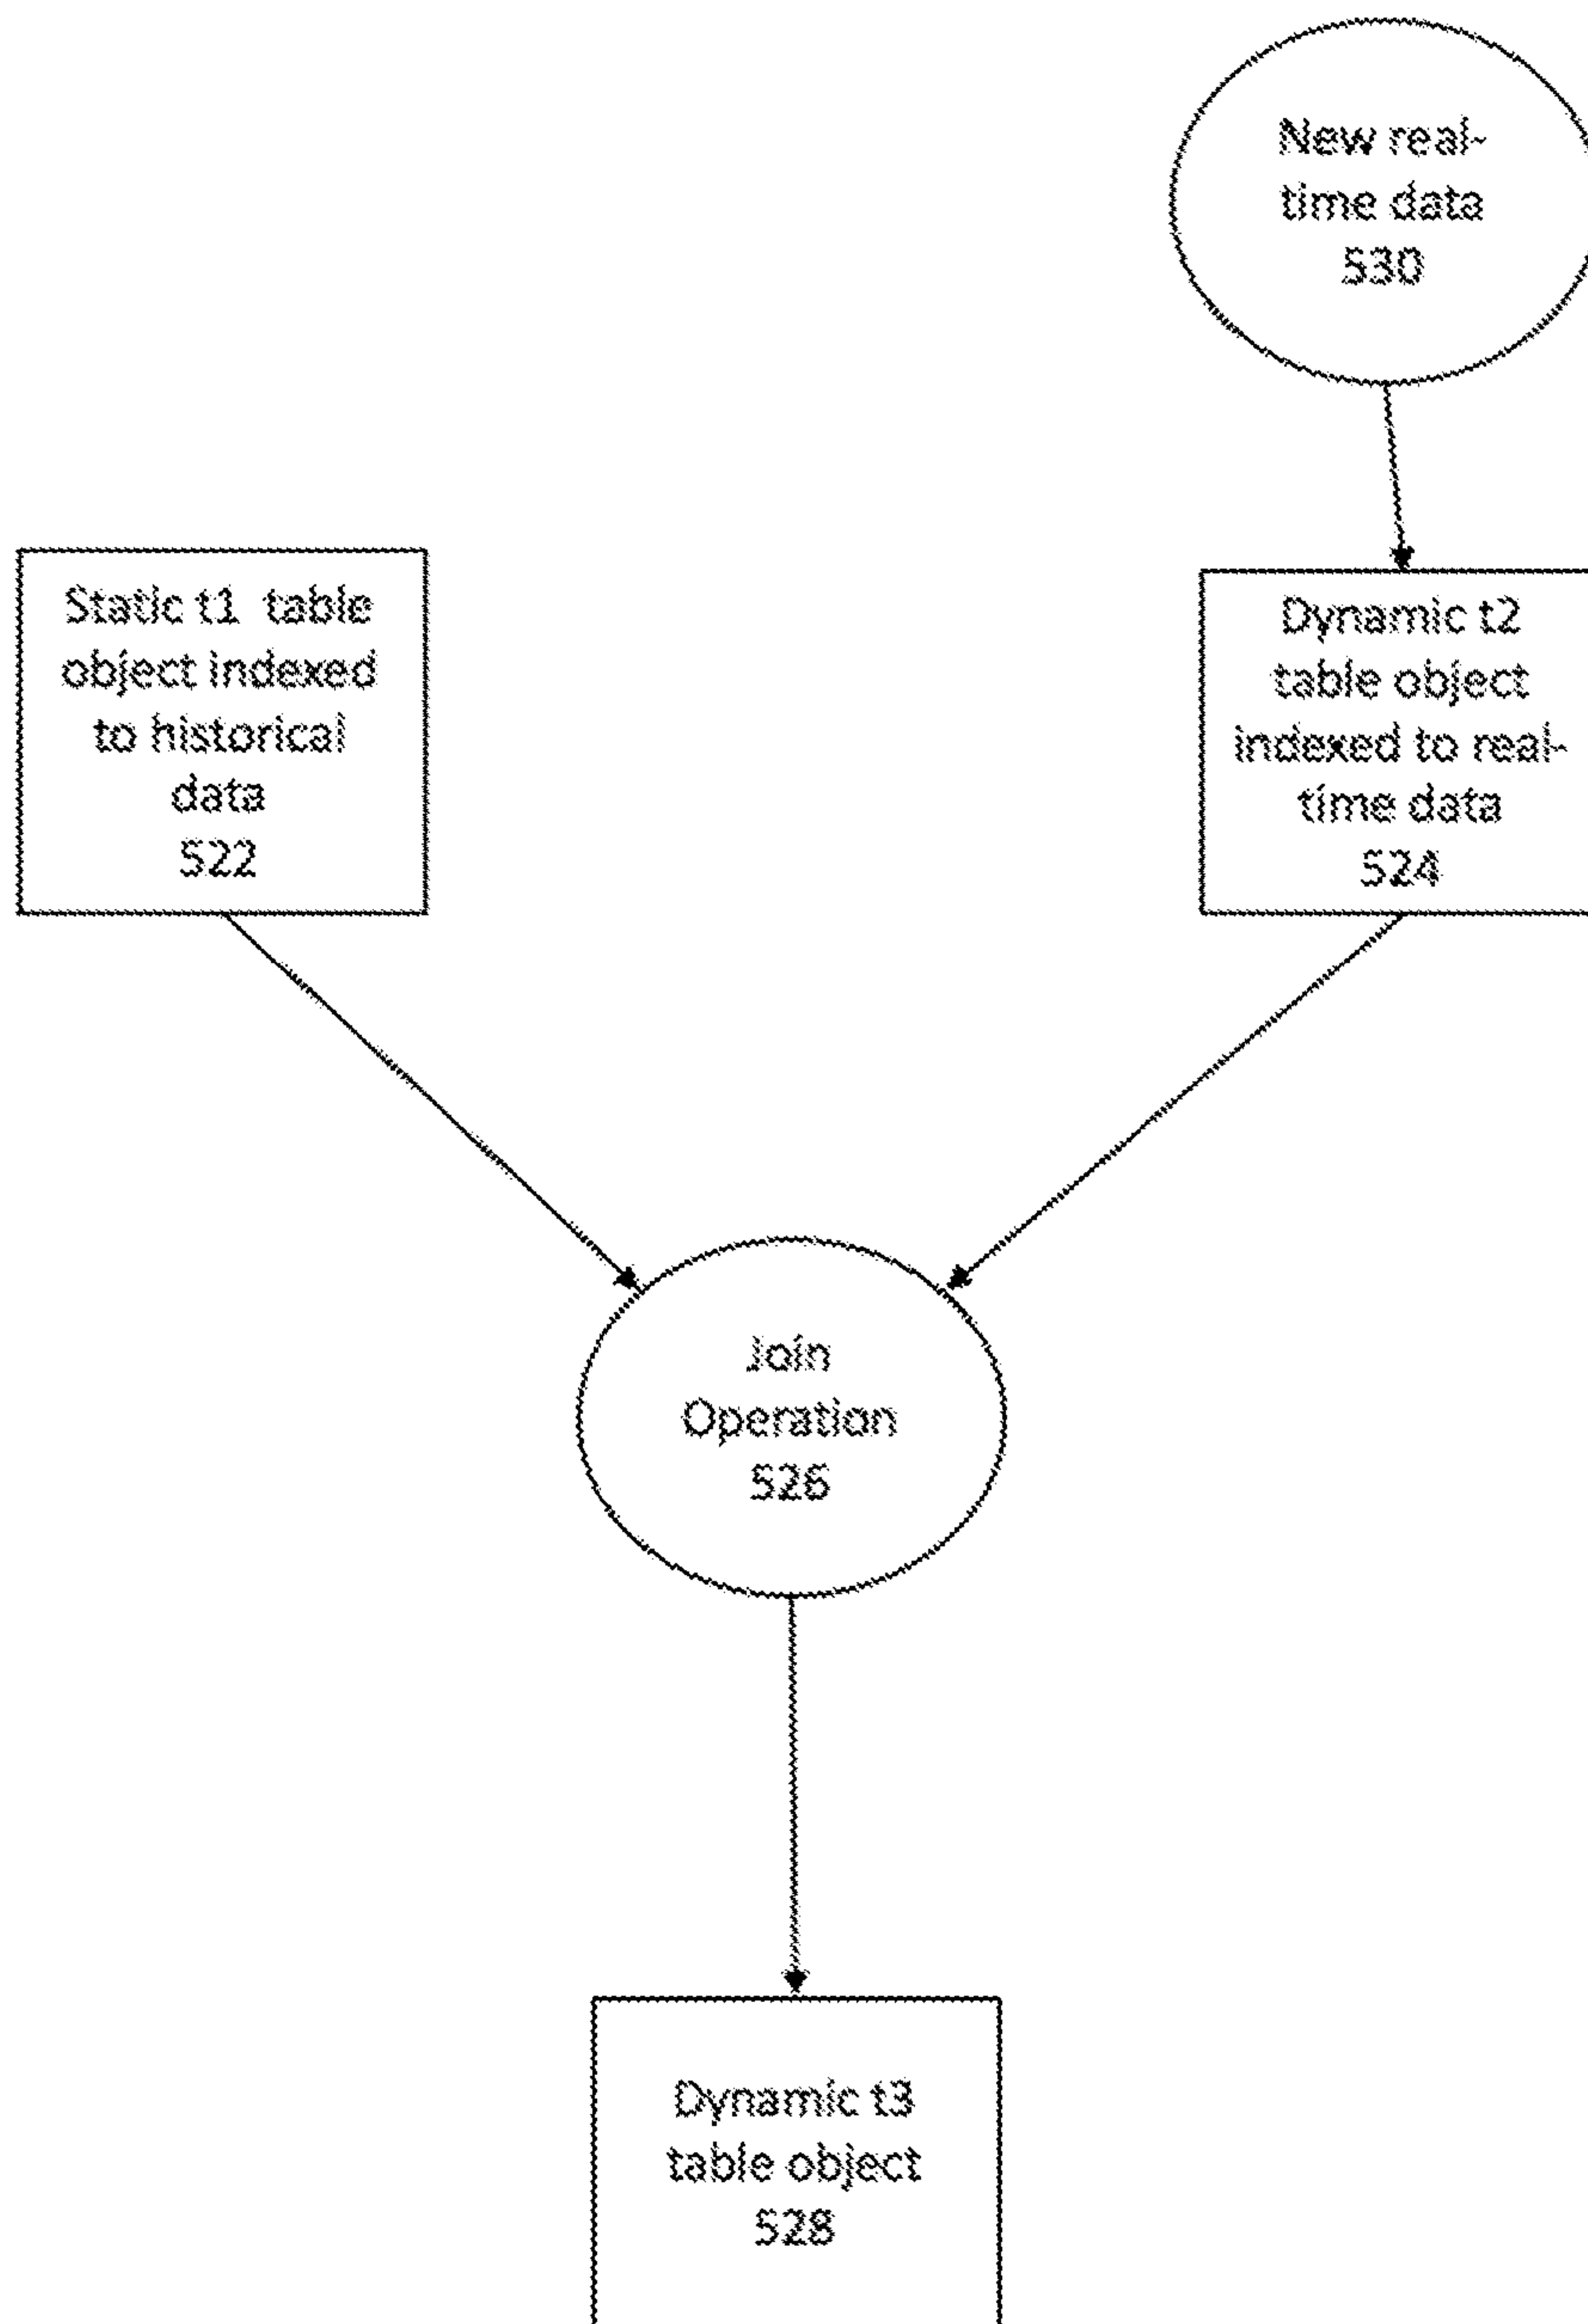 New real-
time data
530
Static t1 table
object indexed
to historical
data
522
Dynamic t2
table object
indexed to real-
time data
524
Join
Operation
526
Dynamic t3
table object
528